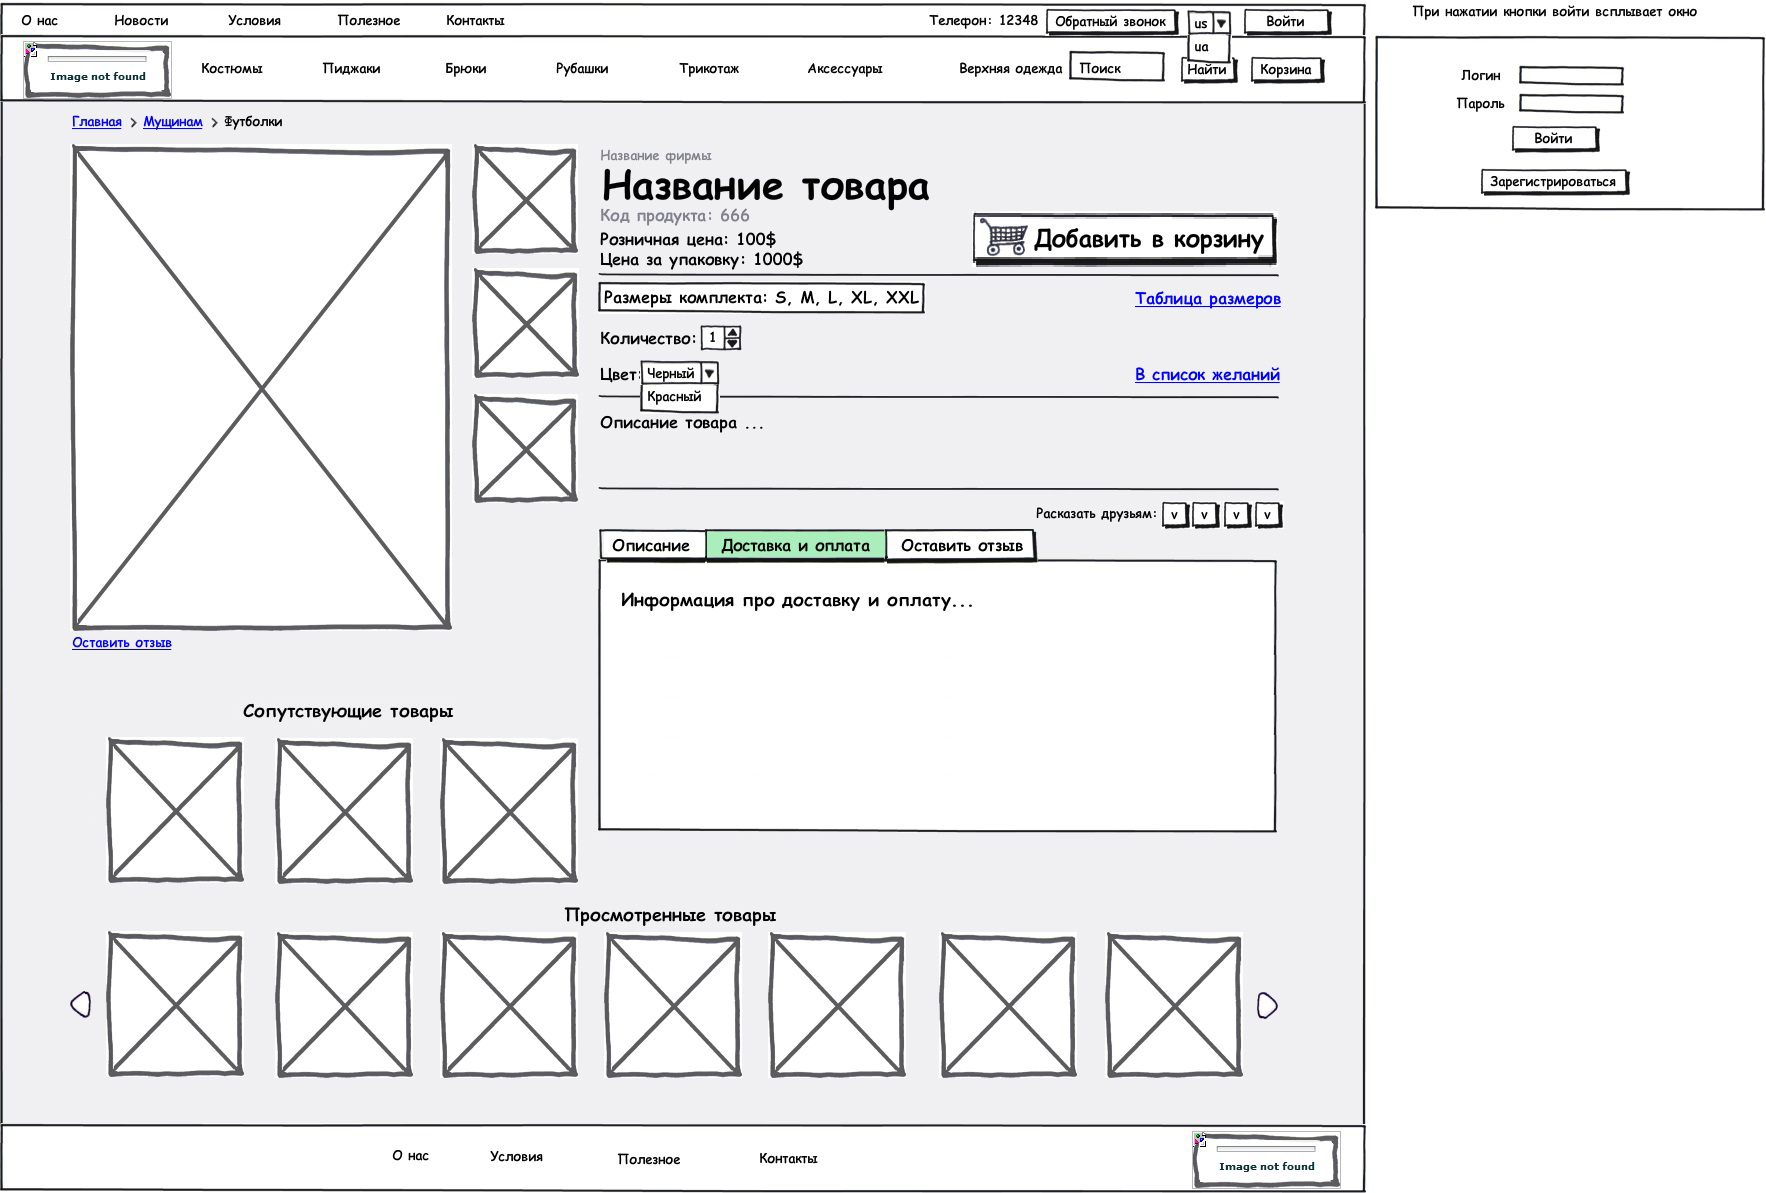 О нас Новости Условия Полезное Контакты Телефон: 12348 Обратный звонок us Войти
ua
Image not found Костюмы Пиджаки Брюки Рубашки Трикотаж Аксессуары Верхняя одежда Поиск Найти Корзина
Главная Мущинам Футболки
Название фирмы
Название товара
Код продукта: 666
Розничная цена: 100$
Цена за упаковку: 1000$
Добавить в корзину
Размеры комплекта: S, M, L, XL, XXL Таблица размеров
Количество: 1
Цвет: Черный В список желаний
Красный
Описание товара ...
Расказать друзьям: v v v v
Описание Доставка и оплата Оставить отзыв
Информация про доставку и оплату...
Оставить отзыв
Сопутствующие товары
Просмотренные товары
О нас Условия Полезное Контакты Image not found
При нажатии кнопки войти всплывает окно
Логин
Пароль
Войти
Зарегистрироваться